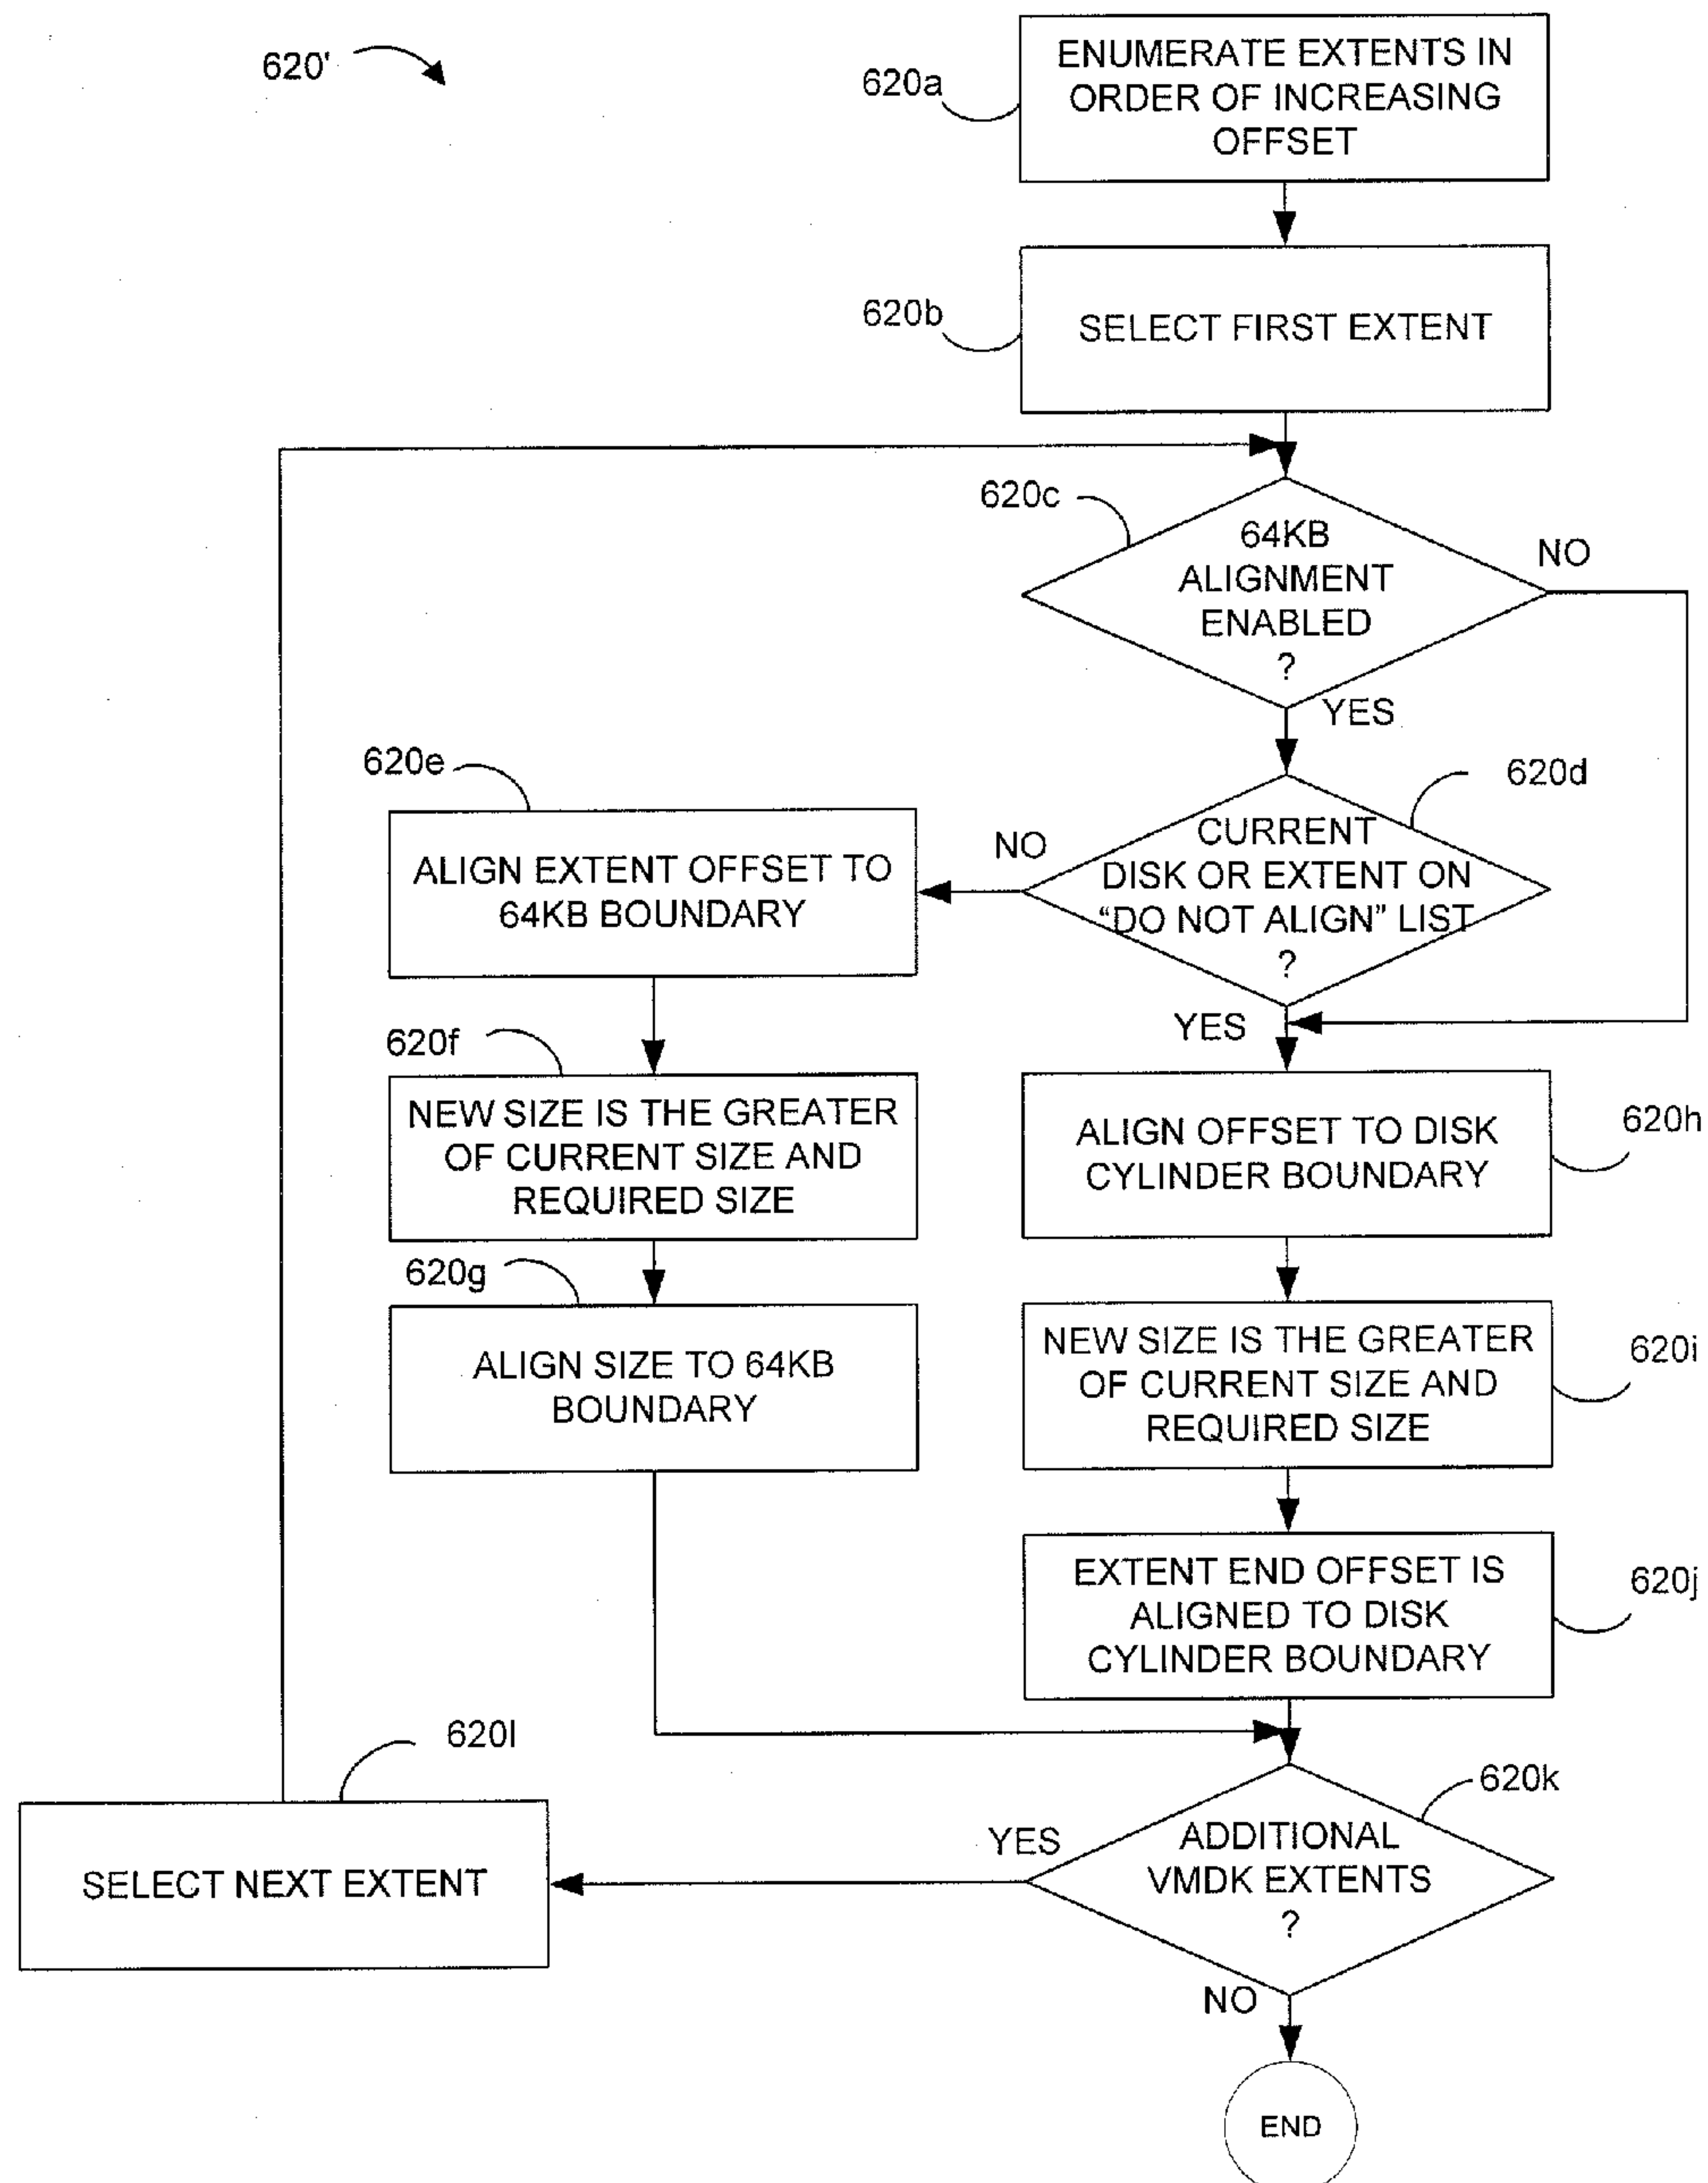 620'
620a
ENUMERATE EXTENTS IN
ORDER OF INCREASING
OFFSET
620b
SELECT FIRST EXTENT
620c
64KB
ALIGNMENT
ENABLED
?
NO
YES
620d
CURRENT
DISK OR EXTENT ON
“DO NOT ALIGN” LIST
?
NO
YES
620e
ALIGN EXTENT OFFSET TO
64KB BOUNDARY
620f
NEW SIZE IS THE GREATER
OF CURRENT SIZE AND
REQUIRED SIZE
620g
ALIGN SIZE TO 64KB
BOUNDARY
620h
ALIGN OFFSET TO DISK
CYLINDER BOUNDARY
620i
NEW SIZE IS THE GREATER
OF CURRENT SIZE AND
REQUIRED SIZE
620j
EXTENT END OFFSET IS
ALIGNED TO DISK
CYLINDER BOUNDARY
620k
ADDITIONAL
VMDK EXTENTS
?
YES
NO
620l
SELECT NEXT EXTENT
END